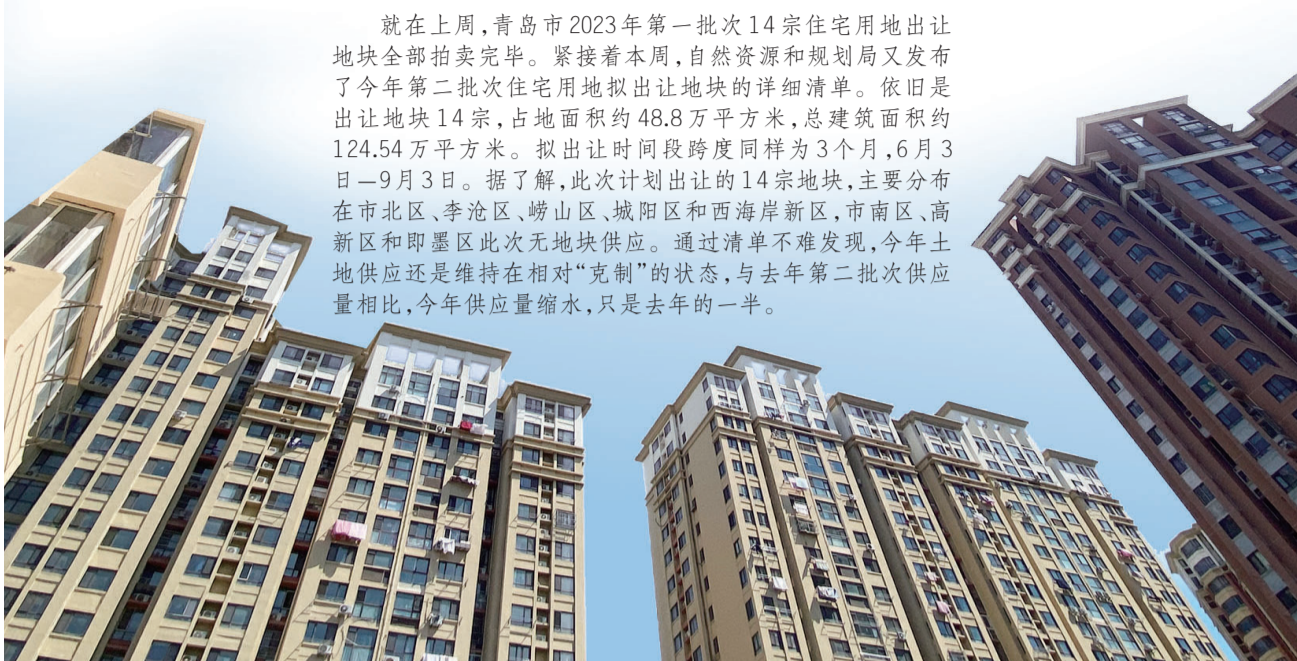 就在上周,青岛市2023年第一批次14宗住宅用地出让
地块全部拍卖完毕。紧接着本周,自然资源和规划局又发布
了今年第二批次住宅用地拟出让地块的详细清单。依旧是
出让地块14宗,占地面积约48.8万平方米,总建筑面积约
124.54万平方米。拟出让时间段跨度同样为3个月,6月3
日—9月3日。据了解,此次计划出让的14宗地块,主要分布
在市北区、李沧区、崂山区、城阳区和西海岸新区,市南区、高
新区和即墨区此次无地块供应。通过清单不难发现,今年土
地供应还是维持在相对“克制”的状态,与去年第二批次供应
量相比,今年供应量缩水,只是去年的一半。